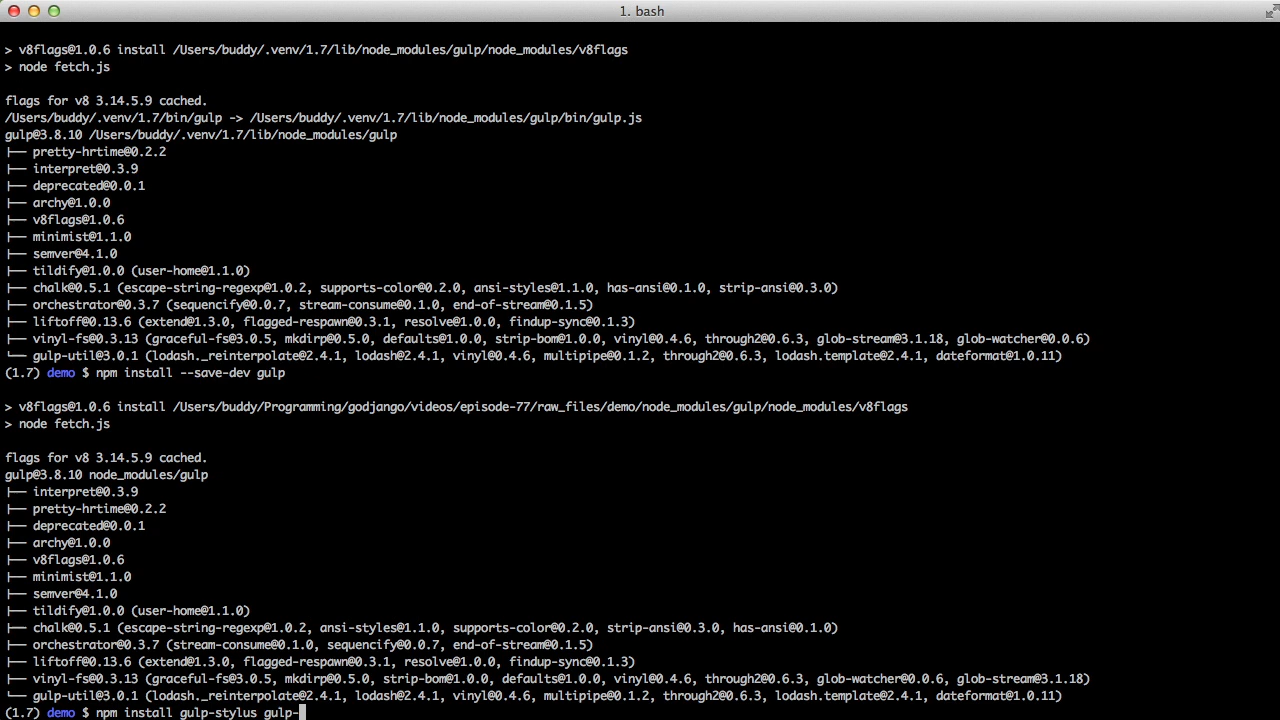 1. bash
> v8flags@1.0.6 install /Users/buddy/.venv/1.7/lib/node_modules/gulp/node_modules/v8flags
> node fetch.js
flags for v8 3.14.5.9 cached.
/Users/buddy/.venv/1.7/bin/gulp -> /Users/buddy/.venv/1.7/lib/node_modules/gulp/bin/gulp.js
gulp@3.8.10 /Users/buddy/.venv/1.7/lib/node_modules/gulp
├── pretty-hrtime@0.2.2
├── interpret@0.3.9
├── deprecated@0.0.1
├── archy@1.0.0
├── v8flags@1.0.6
├── minimist@1.1.0
├── semver@4.1.0
├── tildify@1.0.0 (user-home@1.1.0)
├── chalk@0.5.1 (escape-string-regexp@1.0.2, supports-color@0.2.0, ansi-styles@1.1.0, has-ansi@0.1.0, strip-ansi@0.3.0)
├── orchestrator@0.3.7 (sequencify@0.0.7, stream-consume@0.1.0, end-of-stream@0.1.5)
├── liftoff@0.13.6 (extend@1.3.0, flagged-respawn@0.3.1, resolve@1.0.0, findup-sync@0.1.3)
├── vinyl-fs@0.3.13 (graceful-fs@3.0.5, mkdirp@0.5.0, defaults@1.0.0, strip-bom@1.0.0, vinyl@0.4.6, through2@0.6.3, glob-stream@3.1.18, glob-watcher@0.0.6)
└── gulp-util@3.0.1 (lodash._reinterpolate@2.4.1, lodash@2.4.1, vinyl@0.4.6, multipipe@0.1.2, through2@0.6.3, lodash.template@2.4.1, dateformat@1.0.11)
(1.7) demo $ npm install --save-dev gulp
> v8flags@1.0.6 install /Users/buddy/Programming/godjango/videos/episode-77/raw_files/demo/node_modules/gulp/node_modules/v8flags
> node fetch.js
flags for v8 3.14.5.9 cached.
gulp@3.8.10 node_modules/gulp
├── interpret@0.3.9
├── pretty-hrtime@0.2.2
├── deprecated@0.0.1
├── archy@1.0.0
├── v8flags@1.0.6
├── minimist@1.1.0
├── semver@4.1.0
├── tildify@1.0.0 (user-home@1.1.0)
├── chalk@0.5.1 (escape-string-regexp@1.0.2, ansi-styles@1.1.0, supports-color@0.2.0, strip-ansi@0.3.0, has-ansi@0.1.0)
├── orchestrator@0.3.7 (stream-consume@0.1.0, sequencify@0.0.7, end-of-stream@0.1.5)
├── liftoff@0.13.6 (extend@1.3.0, flagged-respawn@0.3.1, resolve@1.0.0, findup-sync@0.1.3)
├── vinyl-fs@0.3.13 (graceful-fs@3.0.5, mkdirp@0.5.0, strip-bom@1.0.0, defaults@1.0.0, vinyl@0.4.6, through2@0.6.3, glob-watcher@0.0.6, glob-stream@3.1.18)
└── gulp-util@3.0.1 (lodash._reinterpolate@2.4.1, lodash@2.4.1, vinyl@0.4.6, multipipe@0.1.2, through2@0.6.3, lodash.template@2.4.1, dateformat@1.0.11)
(1.7) demo $ npm install gulp-stylus gulp-